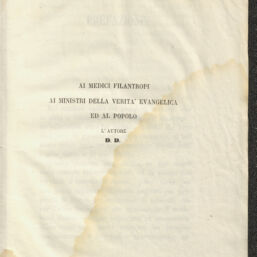 AI MEDICI FILANTROPI
AI MINISTRI DELLA VERITA' EVANGELICA
ED AL POPOLO
L'AUTORE
D. D.